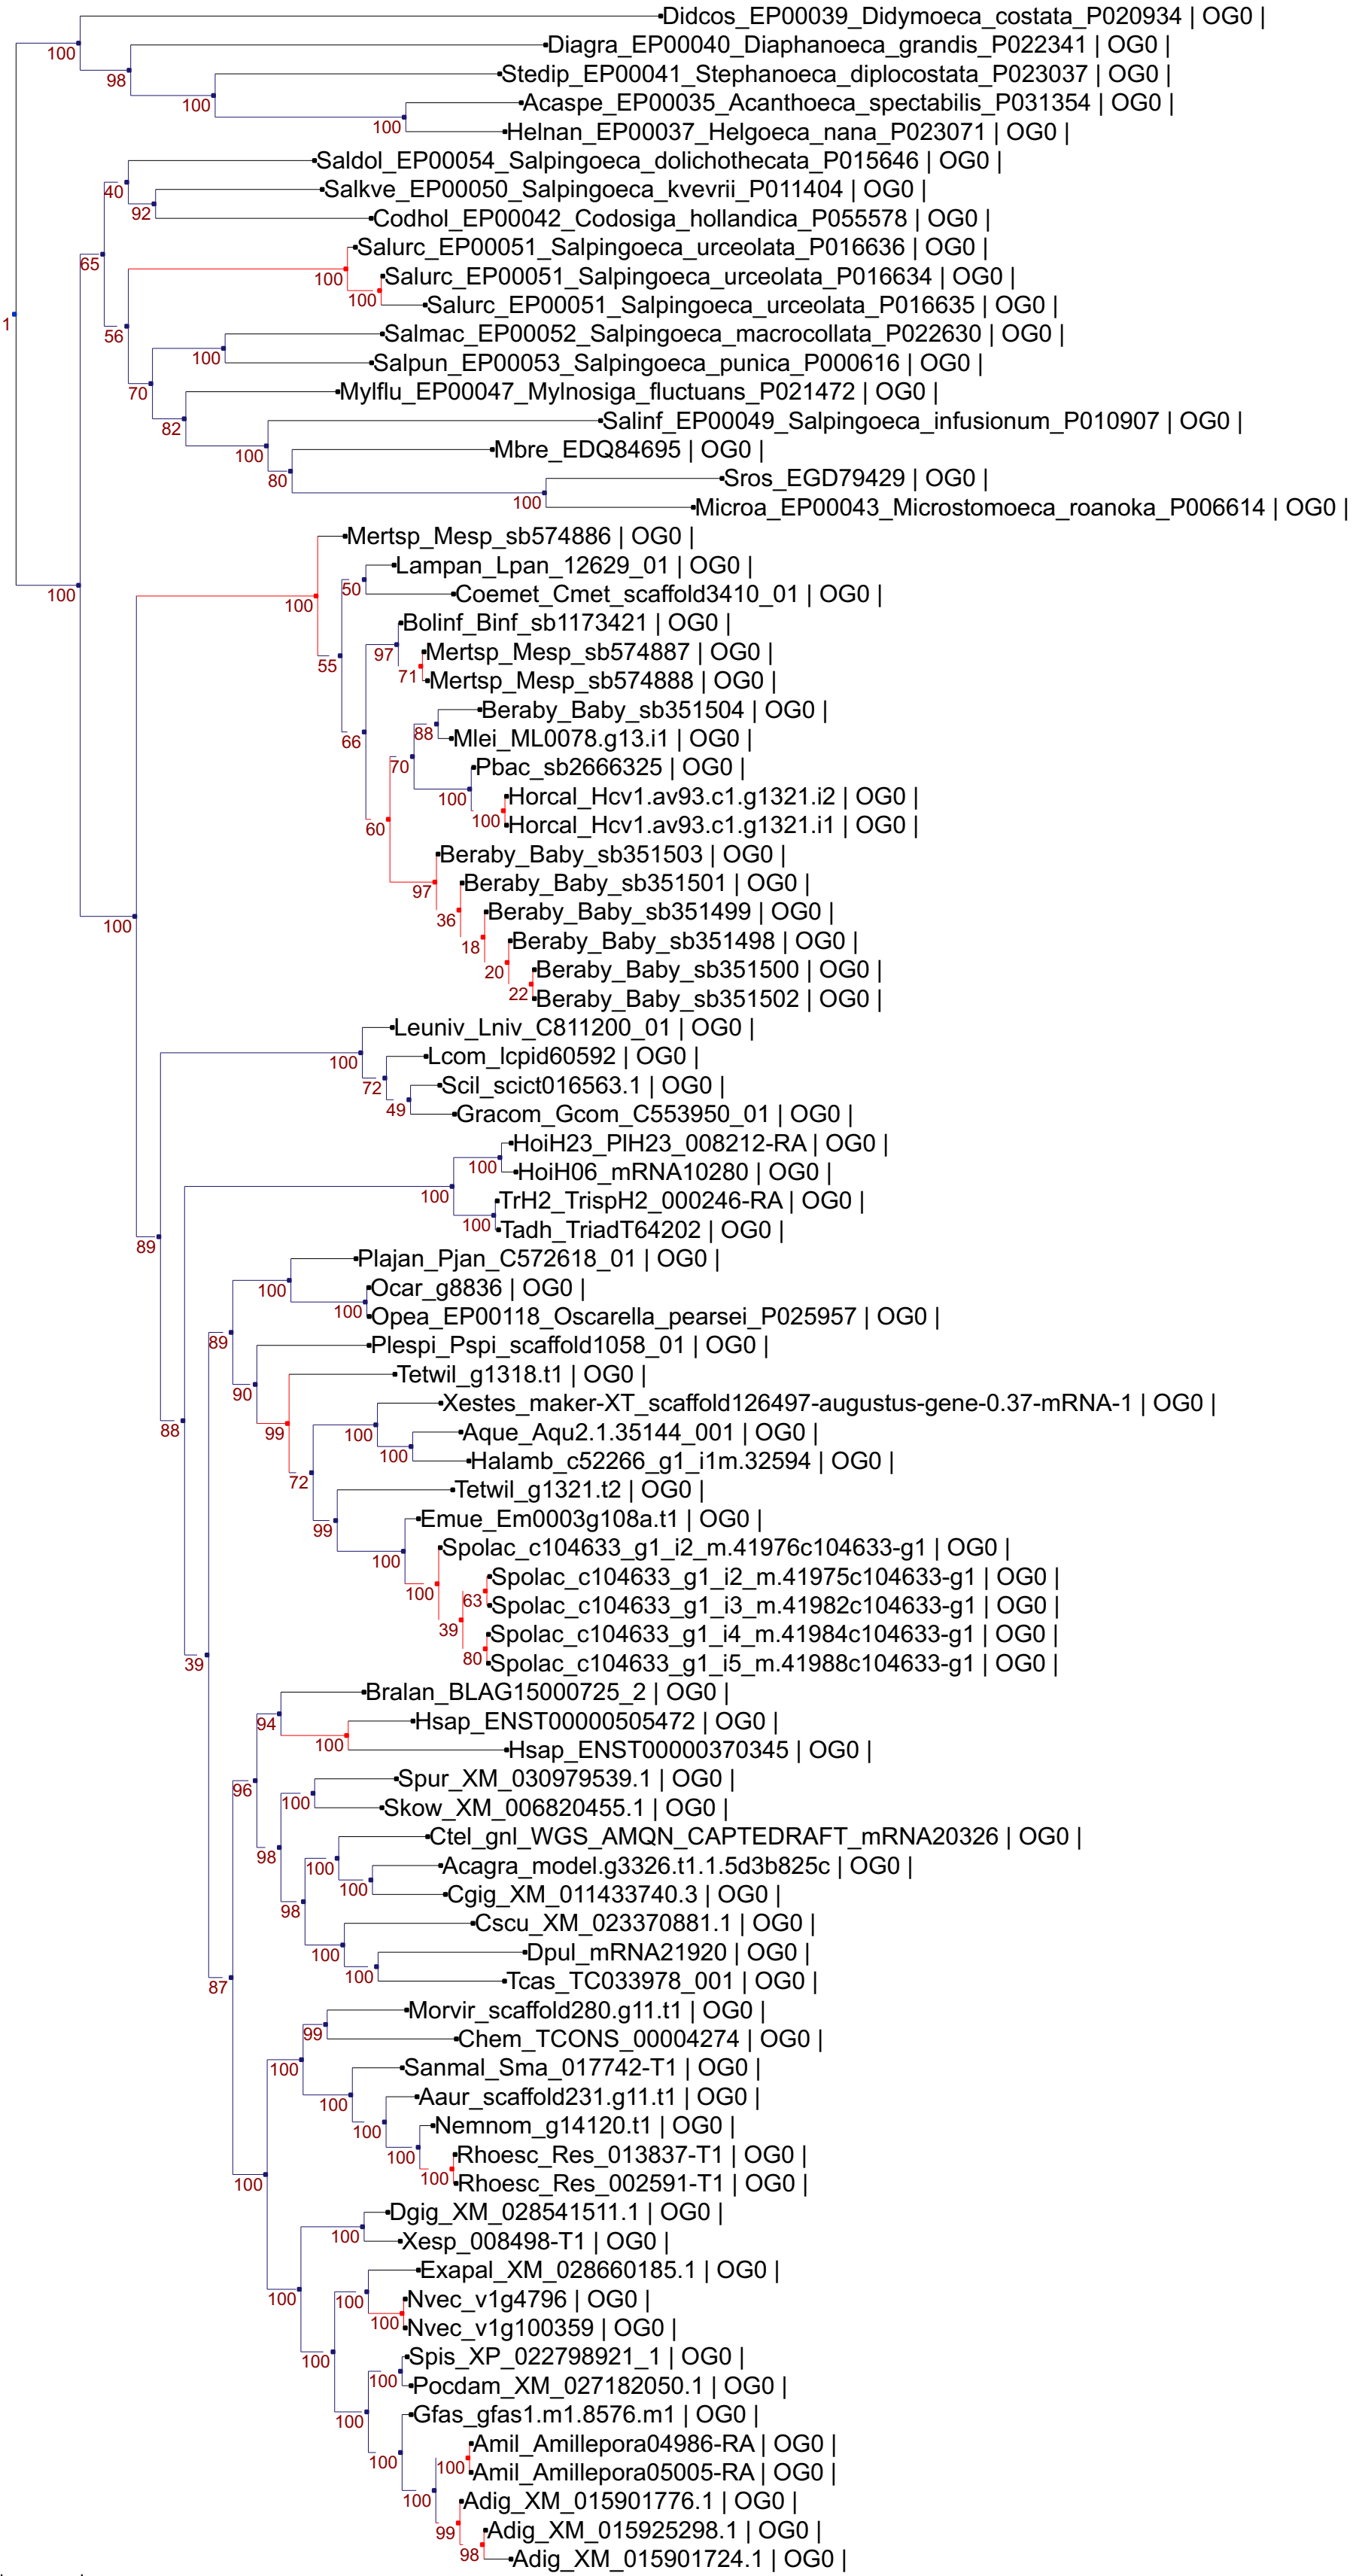 Didcos_EP00039_Didymoeca_costata_P020934 | OG0 |
100
Diagra_EP00040_Diaphanoeca_grandis_P022341 | OG0 |
98
Stedip_EP00041_Stephanoeca_diplocostata_P023037 | OG0 |
100
Acaspe_EP00035_Acanthoeca_spectabilis_P031354 | OG0 |
100
Helnan_EP00037_Helgoeca_nana_P023071 | OG0 |
Saldol_EP00054_Salpingoeca_dolichothecata_P015646 | OG0 |
40
Salkve_EP00050_Salpingoeca_kvevrii_P011404 | OG0 |
92
Codhol_EP00042_Codosiga_hollandica_P055578 | OG0 |
Salurc_EP00051_Salpingoeca_urceolata_P016636 | OG0 |
65
100
Salurc_EP00051_Salpingoeca_urceolata_P016634 | OG0 |
100
Salurc_EP00051_Salpingoeca_urceolata_P016635 | OG0 |
1
56
Salmac_EP00052_Salpingoeca_macrocollata_P022630 | OG0 |
100
Salpun_EP00053_Salpingoeca_punica_P000616 | OG0 |
70
Mylflu_EP00047_Mylnosiga_fluctuans_P021472 | OG0 |
82
Salinf_EP00049_Salpingoeca_infusionum_P010907 | OG0 |
100
Mbre_EDQ84695 | OG0 |
80
Sros_EGD79429 | OG0 |
100
Microa_EP00043_Microstomoeca_roanoka_P006614 | OG0 |
Mertsp_Mesp_sb574886 | OG0 |
Lampan_Lpan_12629_01 | OG0 |
50
100
Coemet_Cmet_scaffold3410_01 | OG0 |
100
Bolinf_Binf_sb1173421 | OG0 |
97
Mertsp_Mesp_sb574887 | OG0 |
55
71
Mertsp_Mesp_sb574888 | OG0 |
Beraby_Baby_sb351504 | OG0 |
88
66
Mlei_ML0078.g13.i1 | OG0 |
70
Pbac_sb2666325 | OG0 |
100
Horcal_Hcv1.av93.c1.g1321.i2 | OG0 |
100
60
Horcal_Hcv1.av93.c1.g1321.i1 | OG0 |
Beraby_Baby_sb351503 | OG0 |
97
Beraby_Baby_sb351501 | OG0 |
36
Beraby_Baby_sb351499 | OG0 |
100
18
Beraby_Baby_sb351498 | OG0 |
20
Beraby_Baby_sb351500 | OG0 |
22
Beraby_Baby_sb351502 | OG0 |
Leuniv_Lniv_C811200_01 | OG0 |
100
Lcom_lcpid60592 | OG0 |
72
Scil_scict016563.1 | OG0 |
49
Gracom_Gcom_C553950_01 | OG0 |
HoiH23_PlH23_008212-RA | OG0 |
100
HoiH06_mRNA10280 | OG0 |
100
TrH2_TrispH2_000246-RA | OG0 |
100
Tadh_TriadT64202 | OG0 |
89
Plajan_Pjan_C572618_01 | OG0 |
100
Ocar_g8836 | OG0 |
100
Opea_EP00118_Oscarella_pearsei_P025957 | OG0 |
89
Plespi_Pspi_scaffold1058_01 | OG0 |
90
Tetwil_g1318.t1 | OG0 |
Xestes_maker-XT_scaffold126497-augustus-gene-0.37-mRNA-1 | OG0 |
88
99
100
Aque_Aqu2.1.35144_001 | OG0 |
100
Halamb_c52266_g1_i1m.32594 | OG0 |
72
Tetwil_g1321.t2 | OG0 |
99
Emue_Em0003g108a.t1 | OG0 |
100
Spolac_c104633_g1_i2_m.41976c104633-g1 | OG0 |
Spolac_c104633_g1_i2_m.41975c104633-g1 | OG0 |
100
63
Spolac_c104633_g1_i3_m.41982c104633-g1 | OG0 |
39
Spolac_c104633_g1_i4_m.41984c104633-g1 | OG0 |
80
39
Spolac_c104633_g1_i5_m.41988c104633-g1 | OG0 |
Bralan_BLAG15000725_2 | OG0 |
94
Hsap_ENST00000505472 | OG0 |
100
Hsap_ENST00000370345 | OG0 |
Spur_XM_030979539.1 | OG0 |
96
100
Skow_XM_006820455.1 | OG0 |
Ctel_gnl_WGS_AMQN_CAPTEDRAFT_mRNA20326 | OG0 |
98
100
Acagra_model.g3326.t1.1.5d3b825c | OG0 |
100
Cgig_XM_011433740.3 | OG0 |
98
Cscu_XM_023370881.1 | OG0 |
100
Dpul_mRNA21920 | OG0 |
100
Tcas_TC033978_001 | OG0 |
87
Morvir_scaffold280.g11.t1 | OG0 |
99
Chem_TCONS_00004274 | OG0 |
100
Sanmal_Sma_017742-T1 | OG0 |
100
Aaur_scaffold231.g11.t1 | OG0 |
100
Nemnom_g14120.t1 | OG0 |
100
Rhoesc_Res_013837-T1 | OG0 |
100
100
Rhoesc_Res_002591-T1 | OG0 |
Dgig_XM_028541511.1 | OG0 |
100
Xesp_008498-T1 | OG0 |
Exapal_XM_028660185.1 | OG0 |
100
100
Nvec_v1g4796 | OG0 |
100
Nvec_v1g100359 | OG0 |
100
Spis_XP_022798921_1 | OG0 |
100
Pocdam_XM_027182050.1 | OG0 |
100
Gfas_gfas1.m1.8576.m1 | OG0 |
Amil_Amillepora04986-RA | OG0 |
100
100
Amil_Amillepora05005-RA | OG0 |
100
Adig_XM_015901776.1 | OG0 |
99
Adig_XM_015925298.1 | OG0 |
98
Adig_XM_015901724.1 | OG0 |